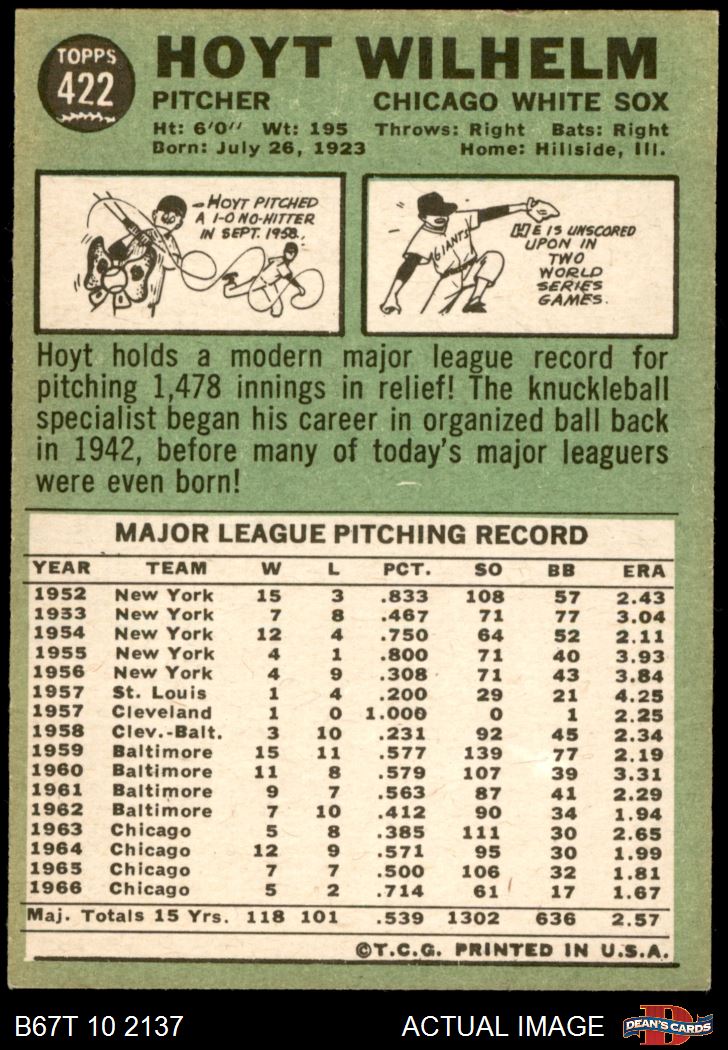 TOPPS
422
HOYT WILHELM
PITCHER CHICAGO WHITE SOX
Ht: 6'0" Wt: 195 Throws: Right Bats: Right
Born: July 26, 1923 Home: Hillside, Ill.
-HOYT PITCHED
A 1-0 NO-HITTER
IN SEPT. 1958.
GIANTS
HE IS UNSCORED
UPON IN
TWO
WORLD
SERIES
GAMES.
Hoyt holds a modern major league record for
pitching 1,478 innings in relief! The knuckleball
specialist began his career in organized ball back
in 1942, before many of today's major leaguers
were even born!
MAJOR LEAGUE PITCHING RECORD
YEAR TEAM W L PCT. SO BB ERA
1952 New York 15 3 .833 108 57 2.43
1953 New York 7 8 .467 71 77 3.04
1954 New York 12 4 .750 64 52 2.11
1955 New York 4 1 .800 71 40 3.93
1956 New York 4 9 .308 71 43 3.84
1957 St. Louis 1 4 .200 29 21 4.25
1957 Cleveland 1 0 1.000 0 1 2.25
1958 Clev.-Balt. 3 10 .231 92 45 2.34
1959 Baltimore 15 11 .577 139 77 2.19
1960 Baltimore 11 8 .579 107 39 3.31
1961 Baltimore 9 7 .563 87 41 2.29
1962 Baltimore 7 10 .412 90 34 1.94
1963 Chicago 5 8 .385 111 30 2.65
1964 Chicago 12 9 .571 95 30 1.99
1965 Chicago 7 7 .500 106 32 1.81
1966 Chicago 5 2 .714 61 17 1.67
Maj. Totals 15 Yrs. 118 101 .539 1302 636 2.57
©T.C.G. PRINTED IN U.S.A.
B67T 10 2137 ACTUAL IMAGE
D
DEAN'S CARDS